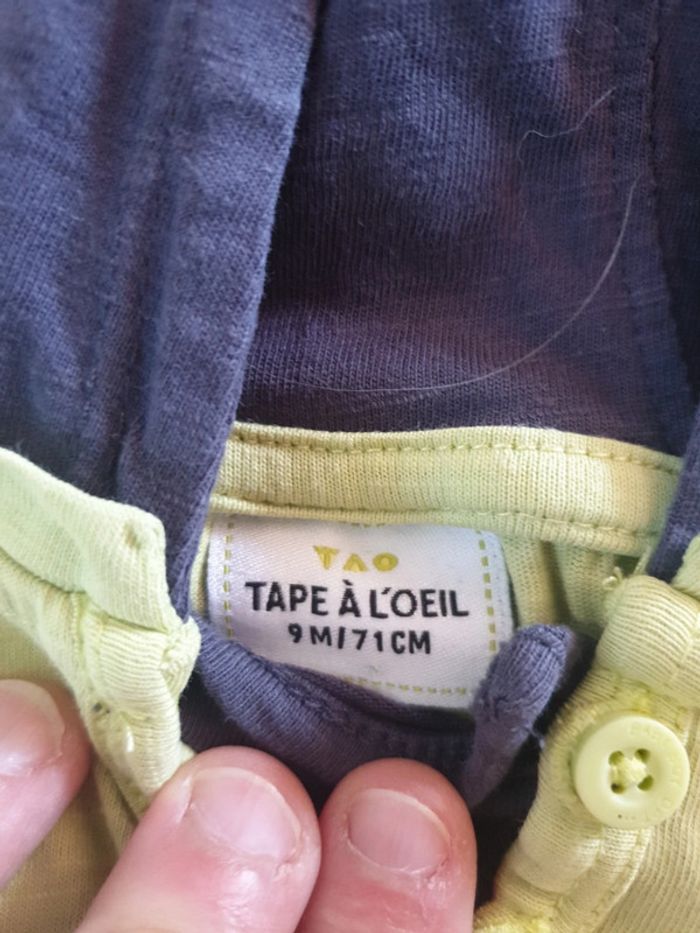 TAO
TAPE À L'OEIL
9M/71CM